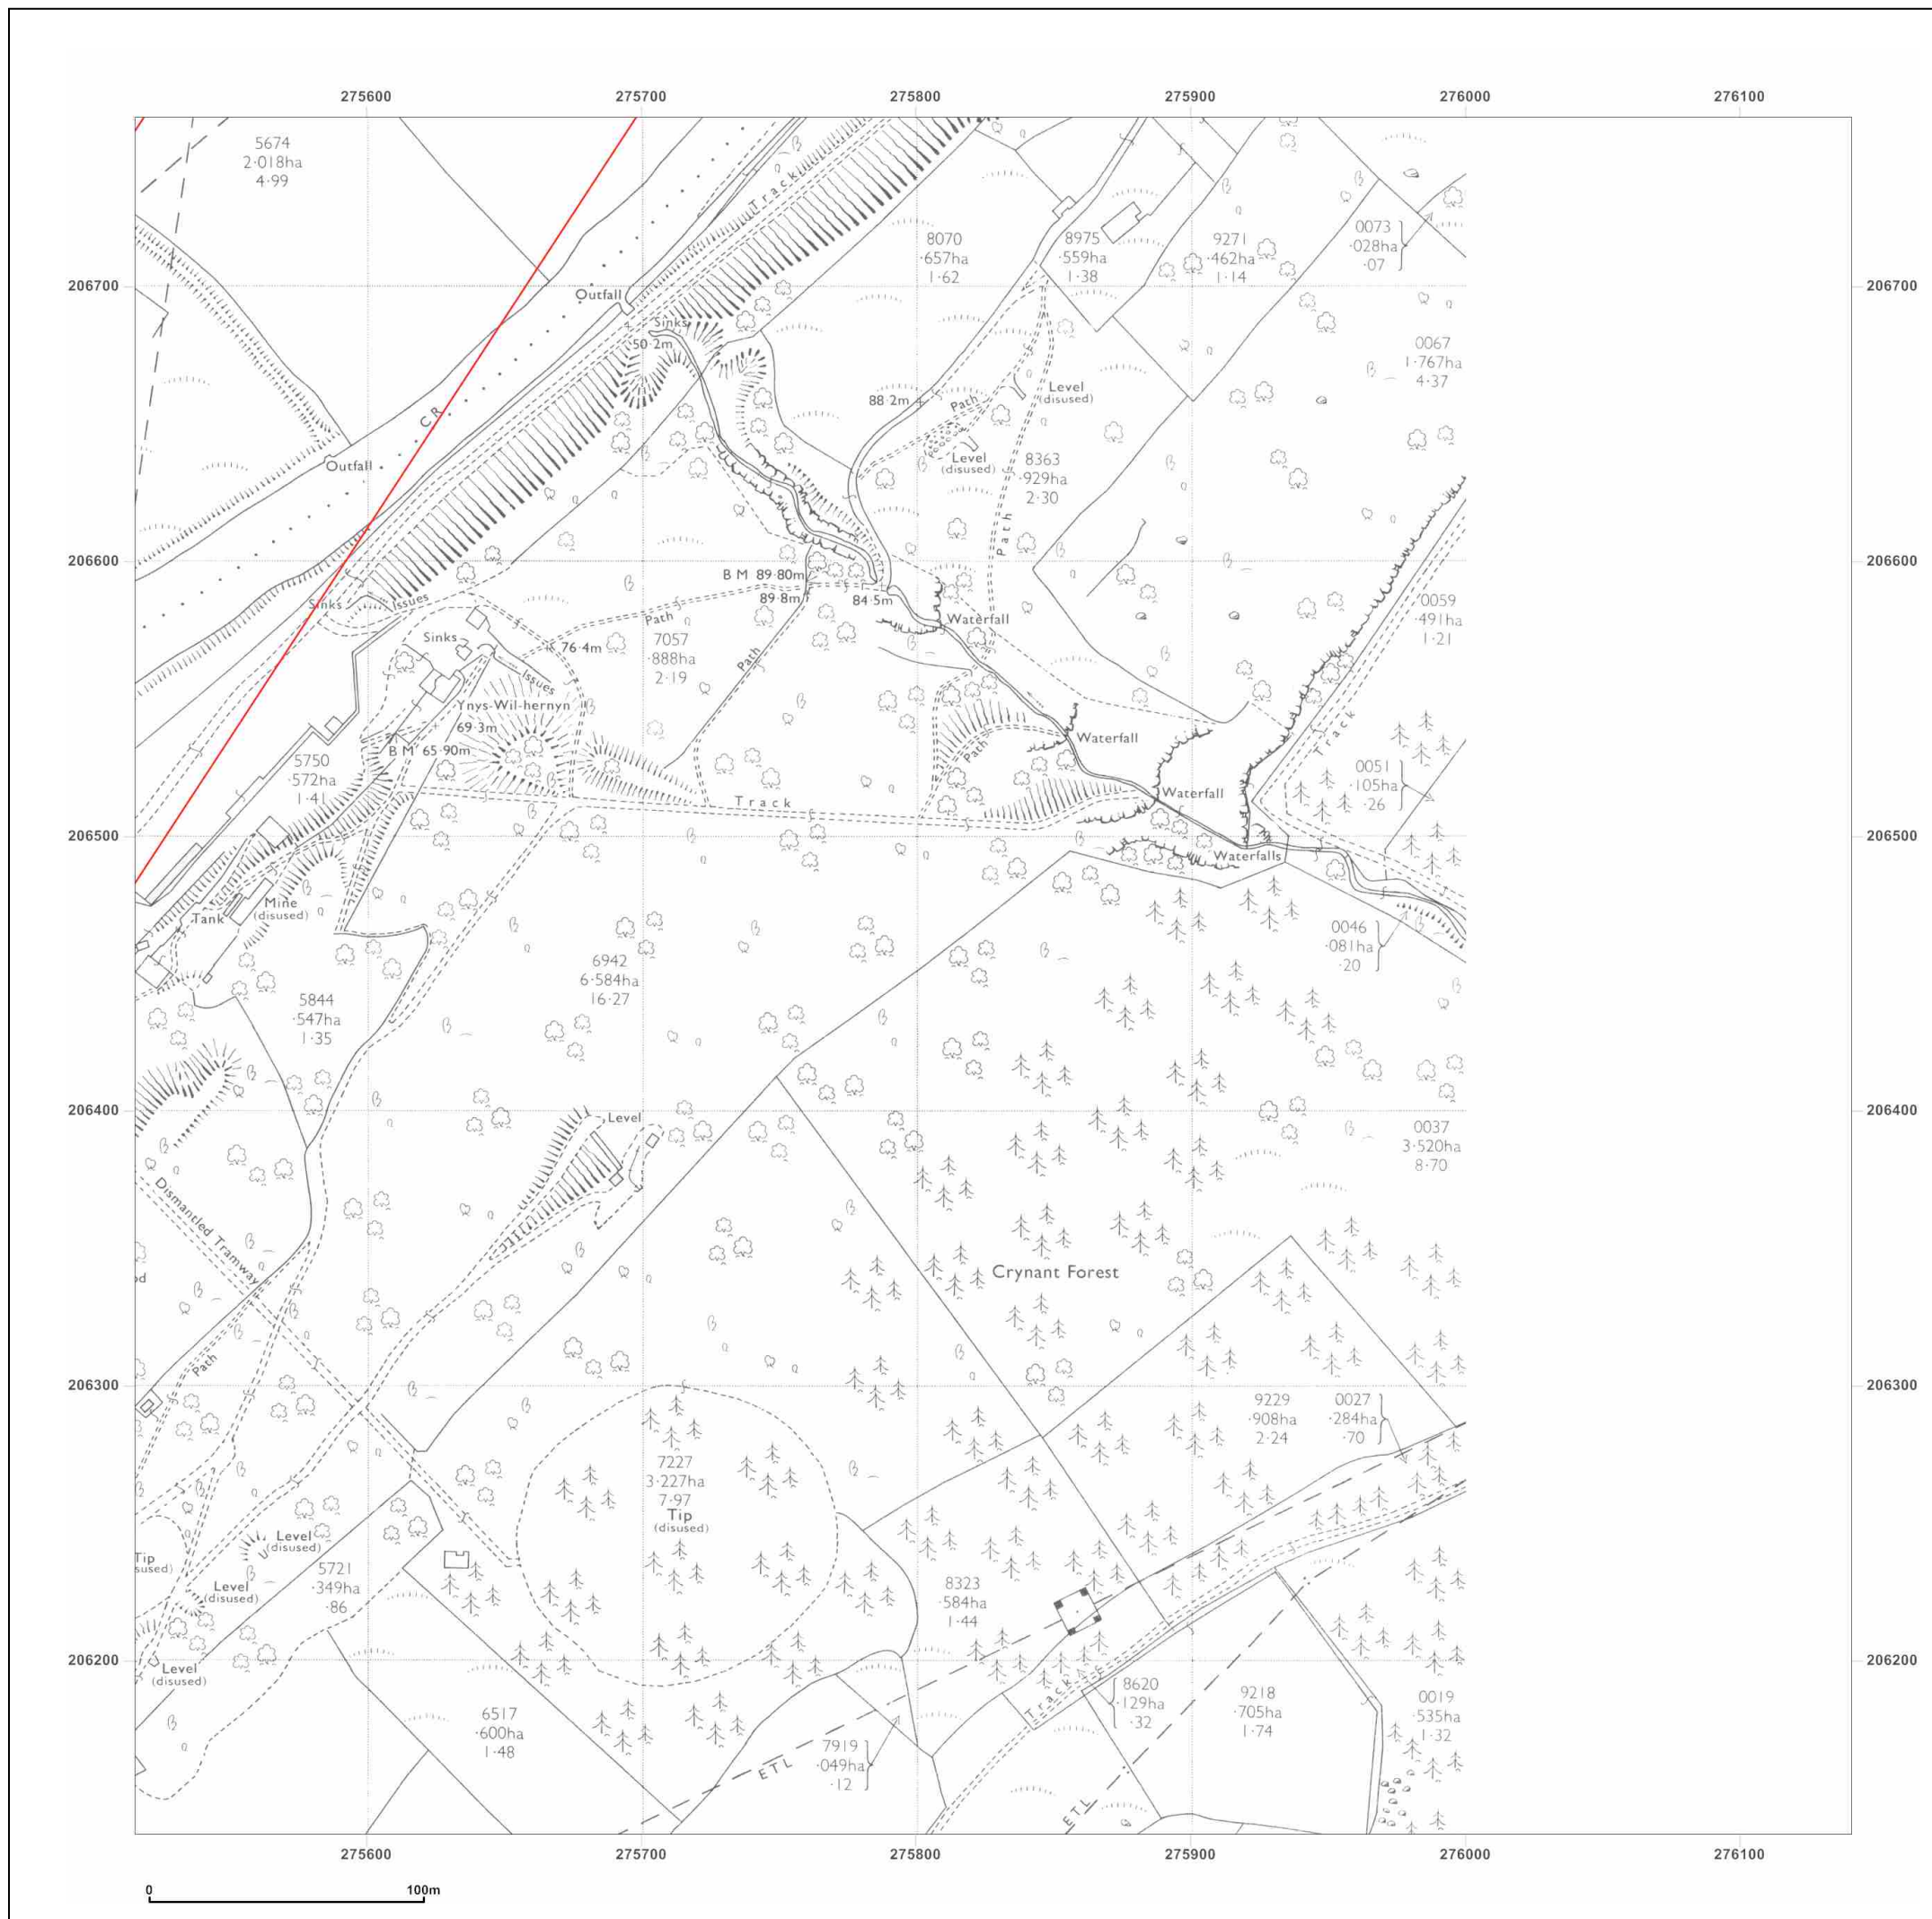 275600 275700 275800 275900 276000 276100
5674
2·018ha
4·99
Track
8070
·657ha
1·62
8975
·559ha
1·38
9271
·462ha
1·14
0073
·028ha
·07
206700
206700
Outfall
Sinks
50·2m
0067
1·767ha
4·37
CR
88·2m
Path
Level
(disused)
Outfall
Level
(disused)
8363
·929ha
2·30
Path
206600
206600
BM 89·80m
89·8m
84·5m
Sinks
Issues
Waterfall
0059
·491ha
1·21
Path
7057
·888ha
2·19
Path
Sinks
76·4m
Issues
Ynys-Wil-hernyn
69·3m
BM 65·90m
Waterfall
Path
Track
5750
·572ha
1·41
0051
·105ha
·26
Track
Waterfall
206500
206500
Waterfalls
Mine
(disused)
Tank
0046
·081ha
·20
6942
6·584ha
16·27
5844
·547ha
1·35
206400
206400
Level
0037
3·520ha
8·70
Dismantled Tramway
od
Crynant Forest
Path
206300
206300
9229
·908ha
2·24
0027
·284ha
·70
7227
3·227ha
7·97
Tip
(disused)
Level
(disused)
Tip
sused)
5721
·349ha
·86
Level
(disused)
8323
·584ha
1·44
206200
206200
Level
(disused)
Track
8620
·129ha
·32
9218
·705ha
1·74
0019
·535ha
1·32
6517
·600ha
1·48
7919
·049ha
·12
ETL
ETL
275600 275700 275800 275900 276000 276100
0 100m